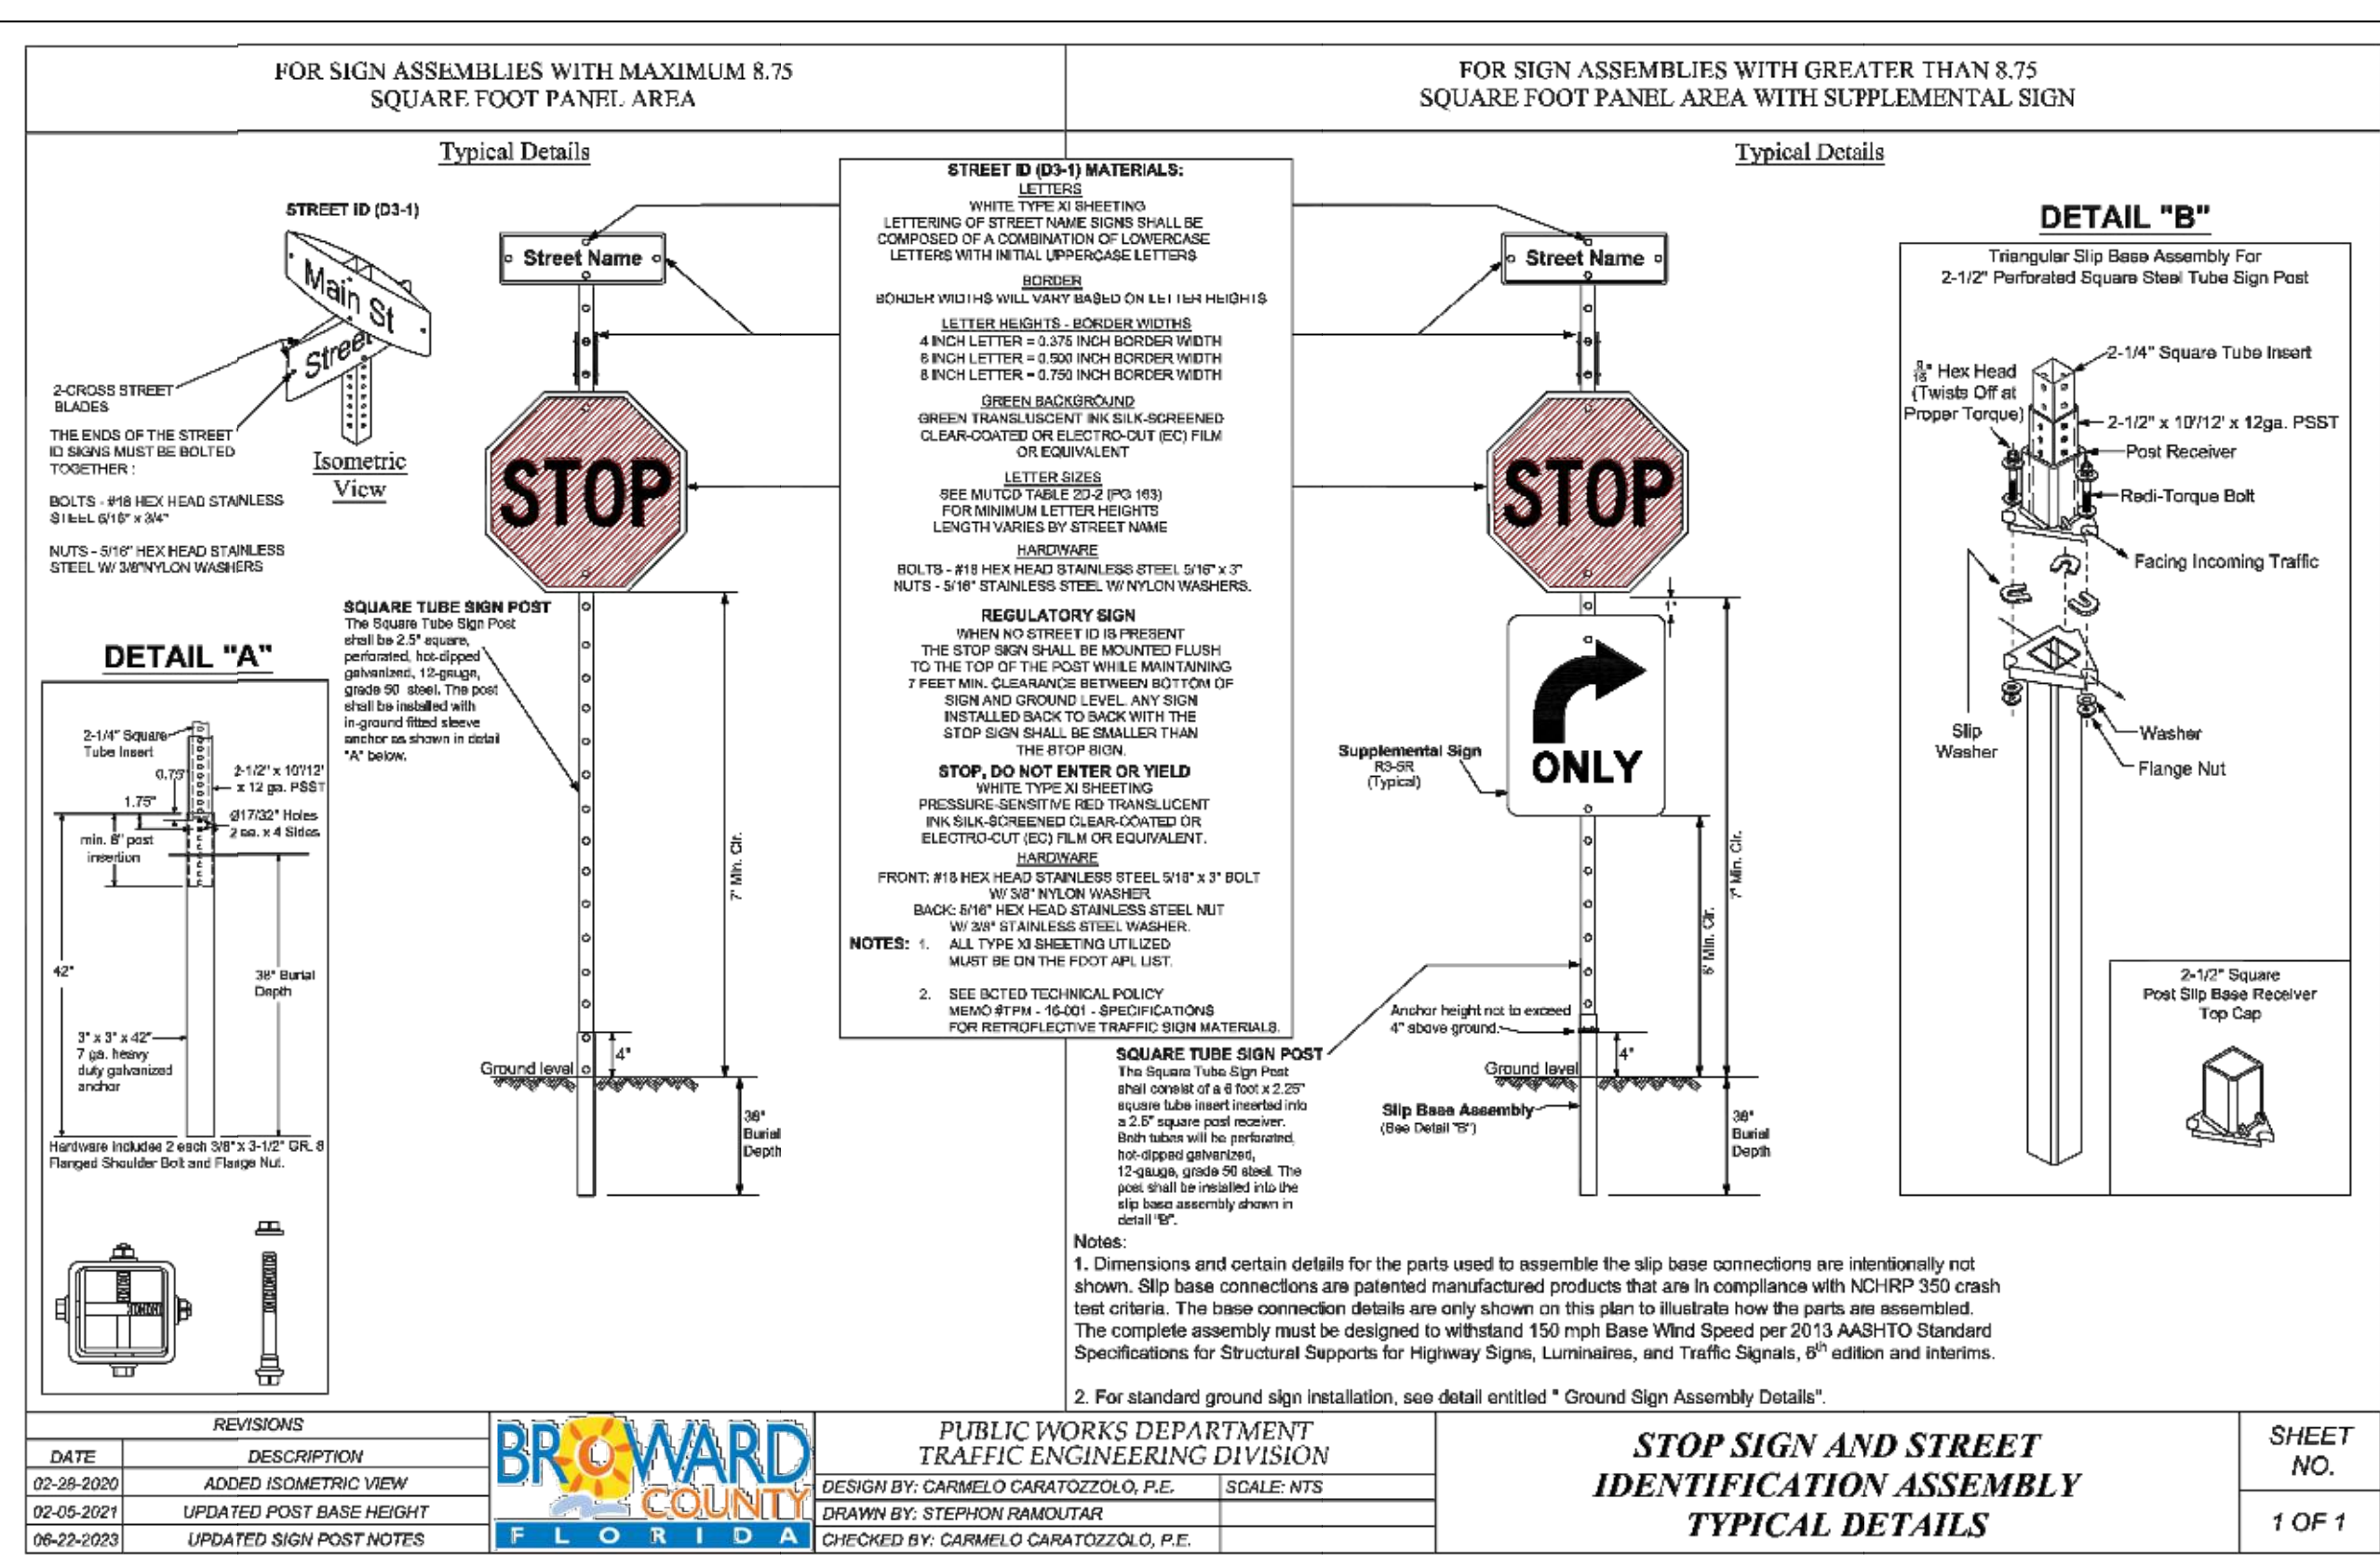 FOR SIGN ASSEMBLIES WITH MAXIMUM 8.75
SQUARE FOOT PANEL AREA
FOR SIGN ASSEMBLIES WITH GREATER THAN 8.75
SQUARE FOOT PANEL AREA WITH SUPPLEMENTAL SIGN
Typical Details
STREET ID (D3-1)
Main St
Street
2-CROSS STREET
BLADES
THE ENDS OF THE STREET
ID SIGNS MUST BE BOLTED
TOGETHER :
BOLTS - #18 HEX HEAD STAINLESS
STEEL 5/16" x 3/4"
NUTS - 5/16" HEX HEAD STAINLESS
STEEL W/ 3/8"NYLON WASHERS
Isometric
View
Street Name
STOP
SQUARE TUBE SIGN POST
The Square Tube Sign Post
shall be 2.5" square,
perforated, hot-dipped
galvanized, 12-gauge,
grade 50 steel. The post
shall be installed with
in-ground fitted sleeve
anchor as shown in detail
"A" below.
7' Min. Clr.
4"
Ground level
38"
Burial
Depth
DETAIL "A"
2-1/4" Square
Tube Insert
0.75"
2-1/2" x 10'/12'
x 12 ga. PSST
1.75"
Ø17/32" Holes
2 ea. x 4 Sides
min. 8" post
insertion
42"
38" Burial
Depth
3" x 3" x 42"
7 ga. heavy
duty galvanized
anchor
Hardware includes 2 each 3/8" x 3-1/2" GR. 8
Flanged Shoulder Bolt and Flange Nut.
STREET ID (D3-1) MATERIALS:
LETTERS
WHITE TYPE XI SHEETING
LETTERING OF STREET NAME SIGNS SHALL BE
COMPOSED OF A COMBINATION OF LOWERCASE
LETTERS WITH INITIAL UPPERCASE LETTERS
BORDER
BORDER WIDTHS WILL VARY BASED ON LETTER HEIGHTS
LETTER HEIGHTS - BORDER WIDTHS
4 INCH LETTER = 0.375 INCH BORDER WIDTH
6 INCH LETTER = 0.500 INCH BORDER WIDTH
8 INCH LETTER = 0.750 INCH BORDER WIDTH
GREEN BACKGROUND
GREEN TRANSLUSCENT INK SILK-SCREENED
CLEAR-COATED OR ELECTRO-CUT (EC) FILM
OR EQUIVALENT
LETTER SIZES
SEE MUTCD TABLE 2D-2 (PG 163)
FOR MINIMUM LETTER HEIGHTS
LENGTH VARIES BY STREET NAME
HARDWARE
BOLTS - #18 HEX HEAD STAINLESS STEEL 5/16" x 3"
NUTS - 5/16" STAINLESS STEEL W/ NYLON WASHERS.
REGULATORY SIGN
WHEN NO STREET ID IS PRESENT
THE STOP SIGN SHALL BE MOUNTED FLUSH
TO THE TOP OF THE POST WHILE MAINTAINING
7 FEET MIN. CLEARANCE BETWEEN BOTTOM OF
SIGN AND GROUND LEVEL. ANY SIGN
INSTALLED BACK TO BACK WITH THE
STOP SIGN SHALL BE SMALLER THAN
THE STOP SIGN.
STOP, DO NOT ENTER OR YIELD
WHITE TYPE XI SHEETING
PRESSURE-SENSITIVE RED TRANSLUCENT
INK SILK-SCREENED CLEAR-COATED OR
ELECTRO-CUT (EC) FILM OR EQUIVALENT.
HARDWARE
FRONT: #18 HEX HEAD STAINLESS STEEL 5/16" x 3" BOLT
W/ 3/8" NYLON WASHER
BACK: 5/16" HEX HEAD STAINLESS STEEL NUT
W/ 3/8" STAINLESS STEEL WASHER.
NOTES: 1. ALL TYPE XI SHEETING UTILIZED
MUST BE ON THE FDOT APL LIST.
2. SEE BCTED TECHNICAL POLICY
MEMO #TPM - 16-001 - SPECIFICATIONS
FOR RETROFLECTIVE TRAFFIC SIGN MATERIALS.
Typical Details
Street Name
STOP
1"
ONLY
Supplemental Sign
R3-5R
(Typical)
7' Min. Clr.
6' Min. Clr.
Anchor height not to exceed
4" above ground.
4"
Ground level
Slip Base Assembly
(See Detail "B")
38"
Burial
Depth
SQUARE TUBE SIGN POST
The Square Tube Sign Post
shall consist of a 6 foot x 2.25"
square tube insert inserted into
a 2.5" square post receiver.
Both tubes will be perforated,
hot-dipped galvanized,
12-gauge, grade 50 steel. The
post shall be installed into the
slip base assembly shown in
detail "B".
DETAIL "B"
Triangular Slip Base Assembly For
2-1/2" Perforated Square Steel Tube Sign Post
2-1/4" Square Tube Insert
Hex Head
(Twists Off at
Proper Torque)
2-1/2" x 10'/12' x 12ga. PSST
Post Receiver
Redi-Torque Bolt
Facing Incoming Traffic
Slip
Washer
Washer
Flange Nut
2-1/2" Square
Post Slip Base Receiver
Top Cap
Notes:
1. Dimensions and certain details for the parts used to assemble the slip base connections are intentionally not
shown. Slip base connections are patented manufactured products that are in compliance with NCHRP 350 crash
test criteria. The base connection details are only shown on this plan to illustrate how the parts are assembled.
The complete assembly must be designed to withstand 150 mph Base Wind Speed per 2013 AASHTO Standard
Specifications for Structural Supports for Highway Signs, Luminaires, and Traffic Signals, 6th edition and interims.
2. For standard ground sign installation, see detail entitled " Ground Sign Assembly Details".
REVISIONS
DATE DESCRIPTION
02-28-2020 ADDED ISOMETRIC VIEW
02-05-2021 UPDATED POST BASE HEIGHT
06-22-2023 UPDATED SIGN POST NOTES
BROWARD
COUNTY
FLORIDA
PUBLIC WORKS DEPARTMENT
TRAFFIC ENGINEERING DIVISION
DESIGN BY: CARMELO CARATOZZOLO, P.E. SCALE: NTS
DRAWN BY: STEPHON RAMOUTAR
CHECKED BY: CARMELO CARATOZZOLO, P.E.
STOP SIGN AND STREET
IDENTIFICATION ASSEMBLY
TYPICAL DETAILS
SHEET
NO.
1 OF 1